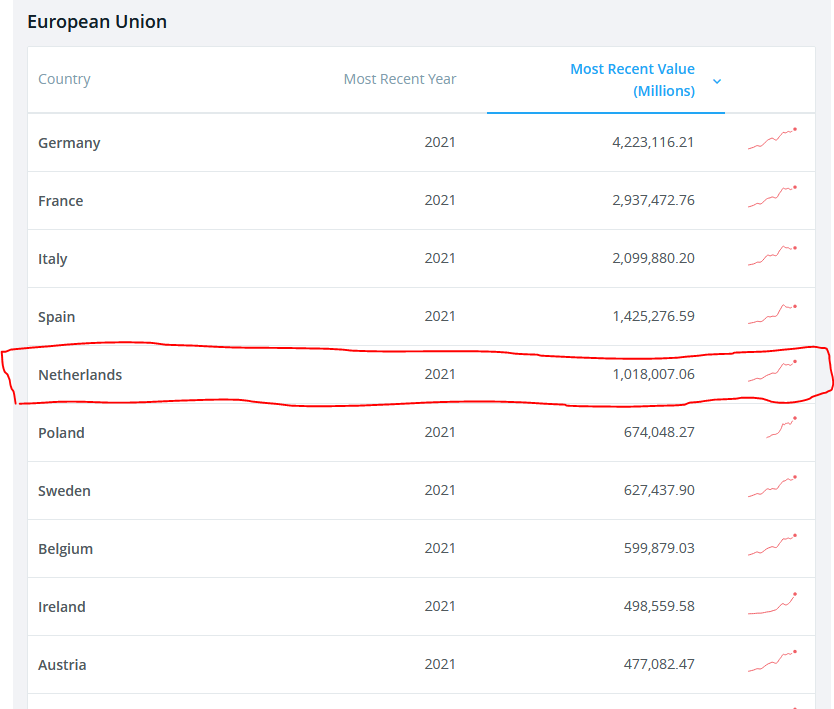 European Union
Country Most Recent Year Most Recent Value
(Millions)
Germany 2021 4,223,116.21
France 2021 2,937,472.76
Italy 2021 2,099,880.20
Spain 2021 1,425,276.59
Netherlands 2021 1,018,007.06
Poland 2021 674,048.27
Sweden 2021 627,437.90
Belgium 2021 599,879.03
Ireland 2021 498,559.58
Austria 2021 477,082.47